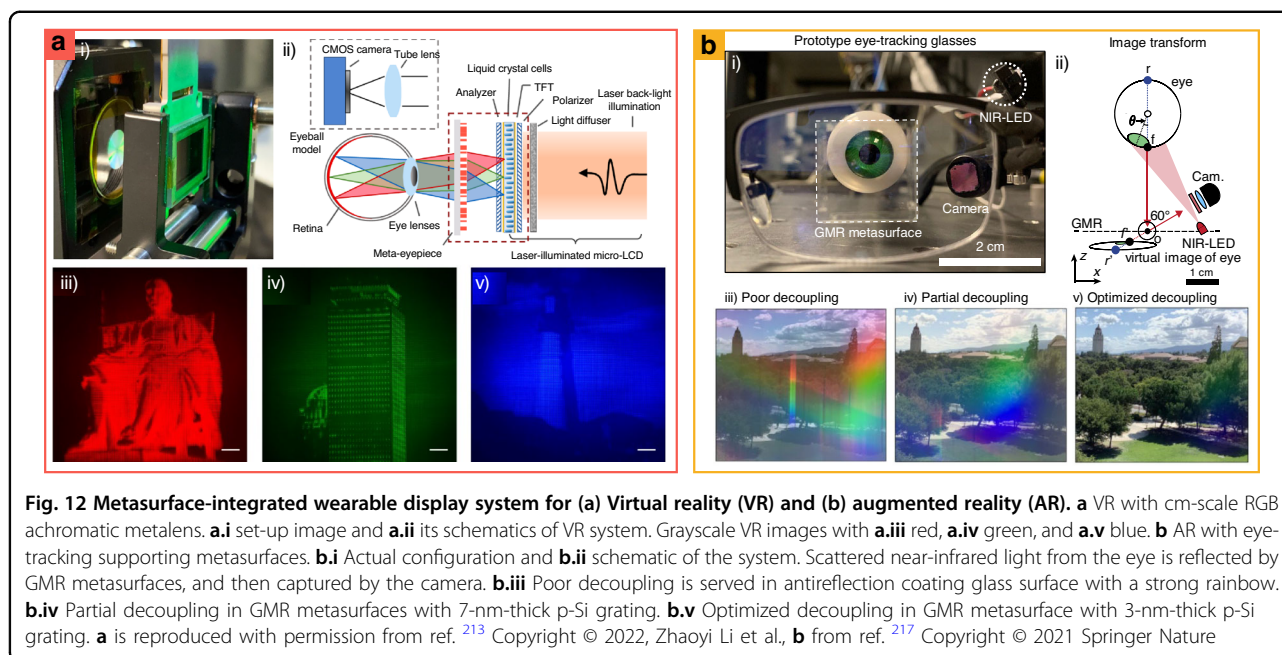 a
i)
ii)
CMOS camera
Tube lens
Liquid crystal cells
Analyzer
TFT
Polarizer
Light diffuser
Laser back-light
illumination
Eyeball
model
Retina
Eye lenses
Meta-eyepiece
Laser-illuminated micro-LCD
iii)
iv)
v)
b
Prototype eye-tracking glasses
i)
NIR-LED
Camera
GMR metasurface
2 cm
Image transform
ii)
r
eye
θ
f
Cam.
GMR
60°
f'
o
NIR-LED
r'
virtual image of eye
z
x
1 cm
iii) Poor decoupling
iv) Partial decoupling
v) Optimized decoupling
Fig. 12 Metasurface-integrated wearable display system for (a) Virtual reality (VR) and (b) augmented reality (AR). a VR with cm-scale RGB
achromatic metalens. a.i set-up image and a.ii its schematics of VR system. Grayscale VR images with a.iii red, a.iv green, and a.v blue. b AR with eye-
tracking supporting metasurfaces. b.i Actual configuration and b.ii schematic of the system. Scattered near-infrared light from the eye is reflected by
GMR metasurfaces, and then captured by the camera. b.iii Poor decoupling is served in antireflection coating glass surface with a strong rainbow.
b.iv Partial decoupling in GMR metasurfaces with 7-nm-thick p-Si grating. b.v Optimized decoupling in GMR metasurface with 3-nm-thick p-Si
grating. a is reproduced with permission from ref. 213 Copyright © 2022, Zhaoyi Li et al., b from ref. 217 Copyright © 2021 Springer Nature